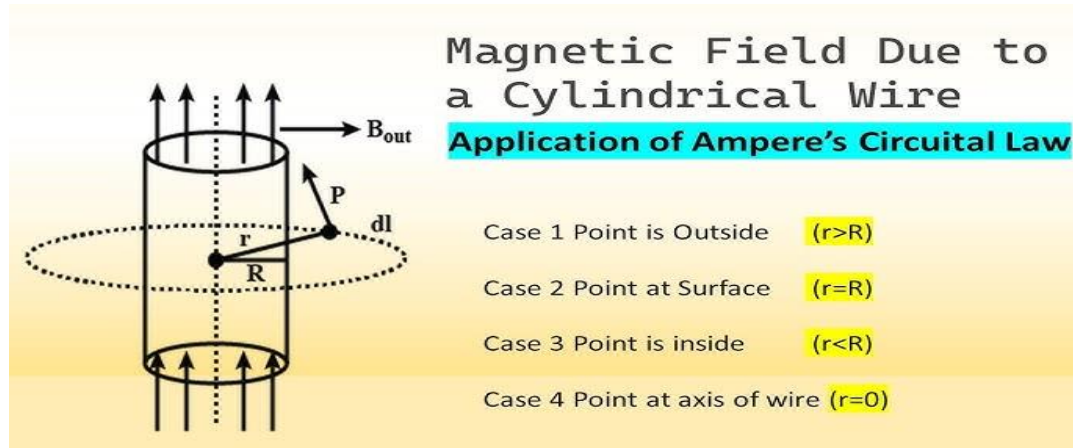 Magnetic Field Due to
a Cylindrical Wire
Application of Ampere's Circuital Law
B_out
P
dl
r
R
Case 1 Point is Outside (r>R)
Case 2 Point at Surface (r=R)
Case 3 Point is inside (r<R)
Case 4 Point at axis of wire (r=0)